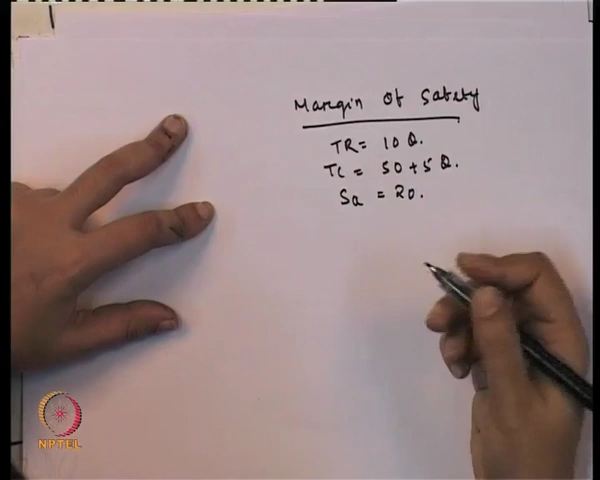 Margin of Safety
TR = 10 Q.
TC = 50 + 5 Q.
Sa = 20.
NPTEL